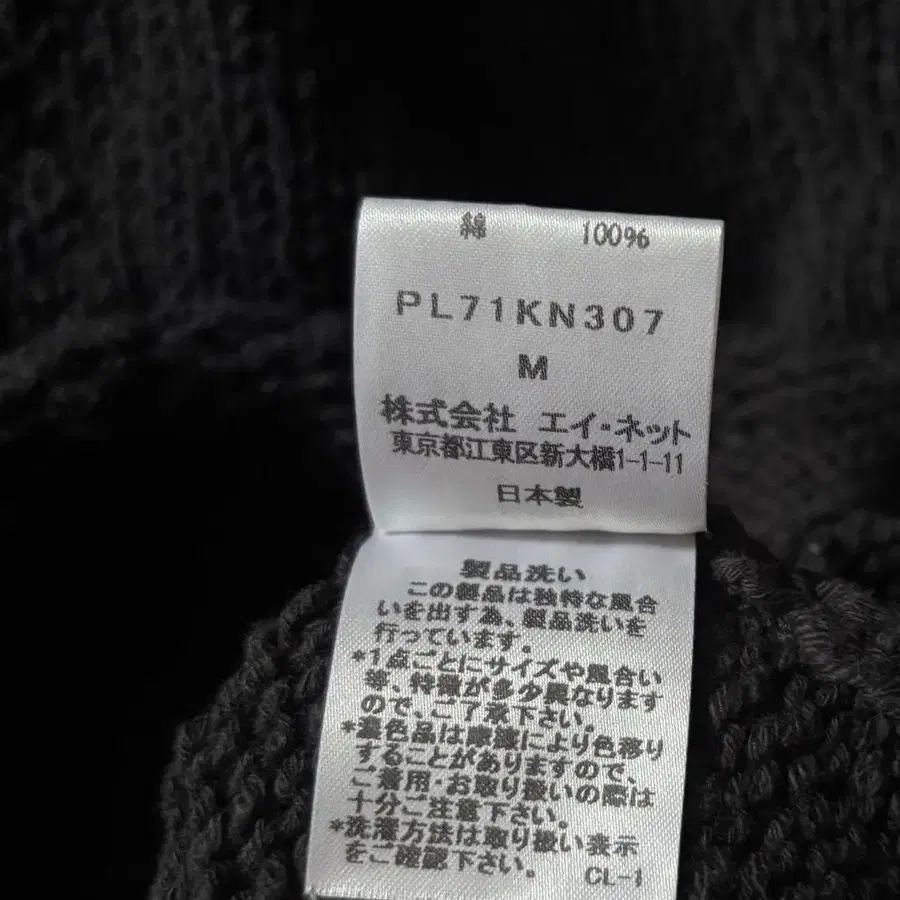 綿 100%
PL71KN307
M
株式会社 エイ・ネット
東京都江東区新大橋1-1-11
日本製
製品洗い
この製品は独特な風合
いを出す為、製品洗いを
行っています。
*1点ごとにサイズや風合い
等、特徴が多少異なります
ので、ご了承下さい。
*濃色品は摩擦により色移り
することがありますので、
ご着用・お取り扱いの際は
十分ご注意下さい。
*洗濯方法は取り扱い表示
をご確認下さい。
CL-1